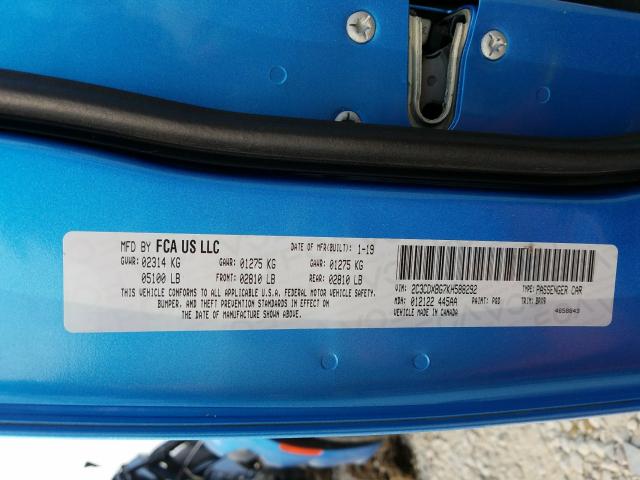 MFD BY FCA US LLC DATE OF MFR(BUILT): 1-19
GVWR: 02314 KG GAWR: 01275 KG GAWR: 01275 KG
05100 LB FRONT: 02810 LB REAR: 02810 LB
THIS VEHICLE CONFORMS TO ALL APPLICABLE U.S.A. FEDERAL MOTOR VEHICLE SAFETY,
BUMPER, AND THEFT PREVENTION STANDARDS IN EFFECT ON
THE DATE OF MANUFACTURE SHOWN ABOVE.
VIN: 2C3CDXBG7KH588292 TYPE: PASSENGER CAR
MDH: 012122 445AA PAINT: PQD TRIM: BRX9
VEHICLE MADE IN CANADA 4858643